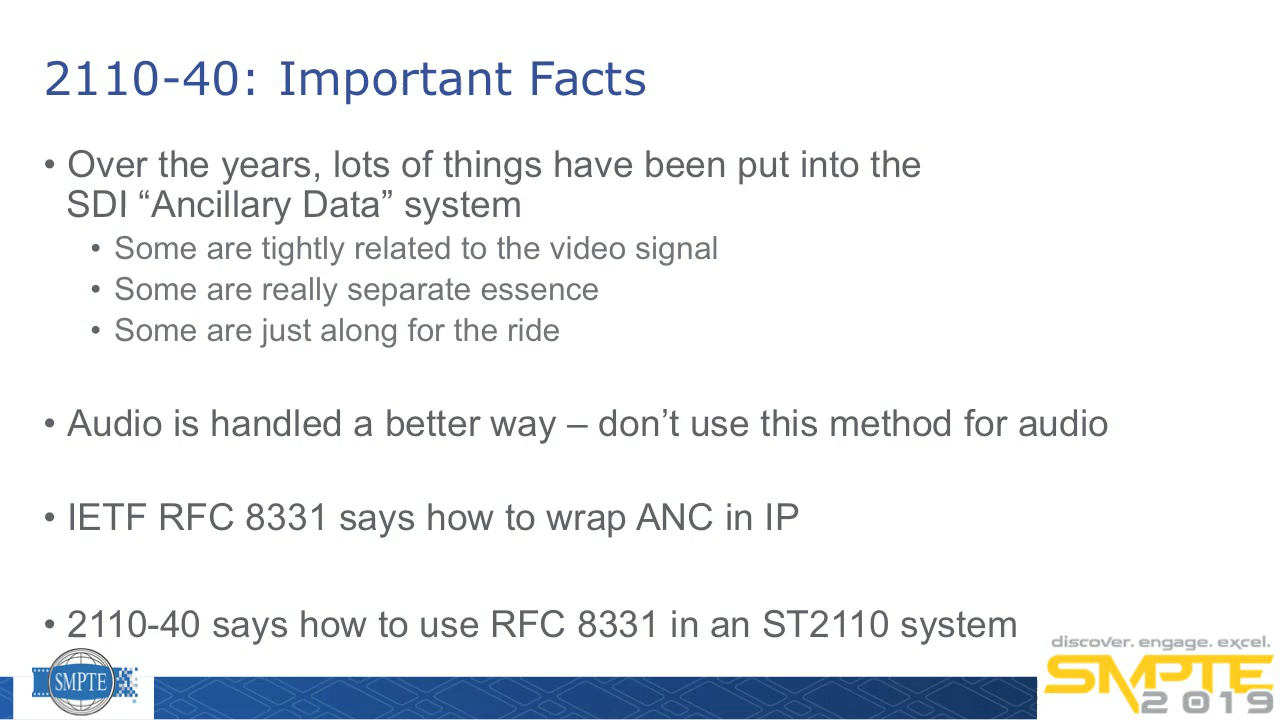 2110-40: Important Facts
• Over the years, lots of things have been put into the
SDI “Ancillary Data” system
• Some are tightly related to the video signal
• Some are really separate essence
• Some are just along for the ride
• Audio is handled a better way – don’t use this method for audio
• IETF RFC 8331 says how to wrap ANC in IP
• 2110-40 says how to use RFC 8331 in an ST2110 system
discover. engage. excel.
SMPTE
SMPTE
2019